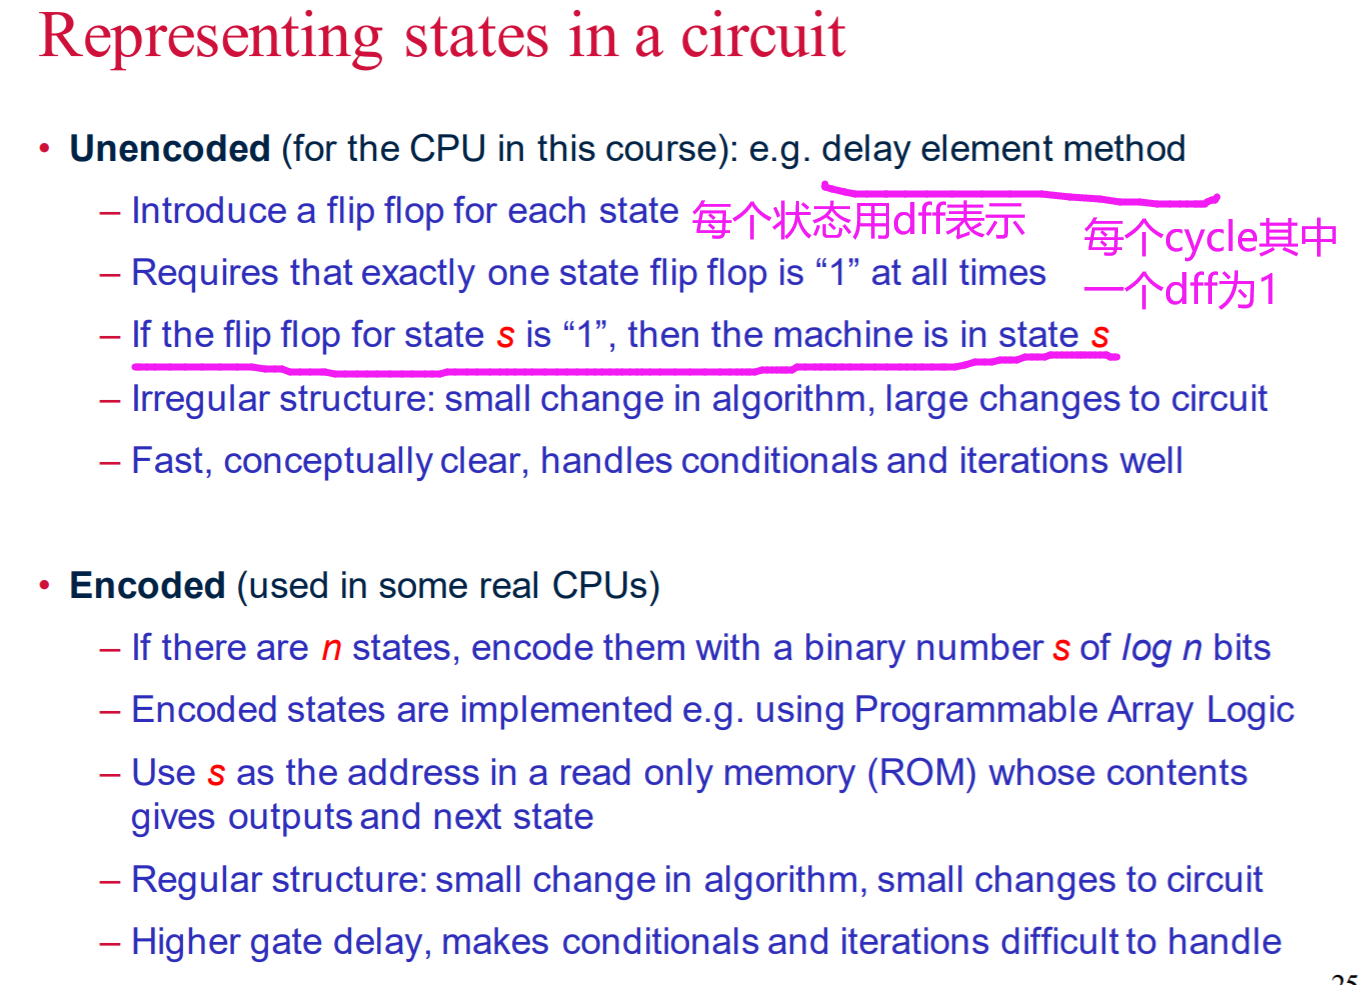 Representing states in a circuit
• Unencoded (for the CPU in this course): e.g. delay element method
– Introduce a flip flop for each state 每个状态用dff表示
每个cycle其中
– Requires that exactly one state flip flop is “1” at all times
一个dff为1
– If the flip flop for state s is “1”, then the machine is in state s
– Irregular structure: small change in algorithm, large changes to circuit
– Fast, conceptually clear, handles conditionals and iterations well
• Encoded (used in some real CPUs)
– If there are n states, encode them with a binary number s of log n bits
– Encoded states are implemented e.g. using Programmable Array Logic
– Use s as the address in a read only memory (ROM) whose contents
gives outputs and next state
– Regular structure: small change in algorithm, small changes to circuit
– Higher gate delay, makes conditionals and iterations difficult to handle
25